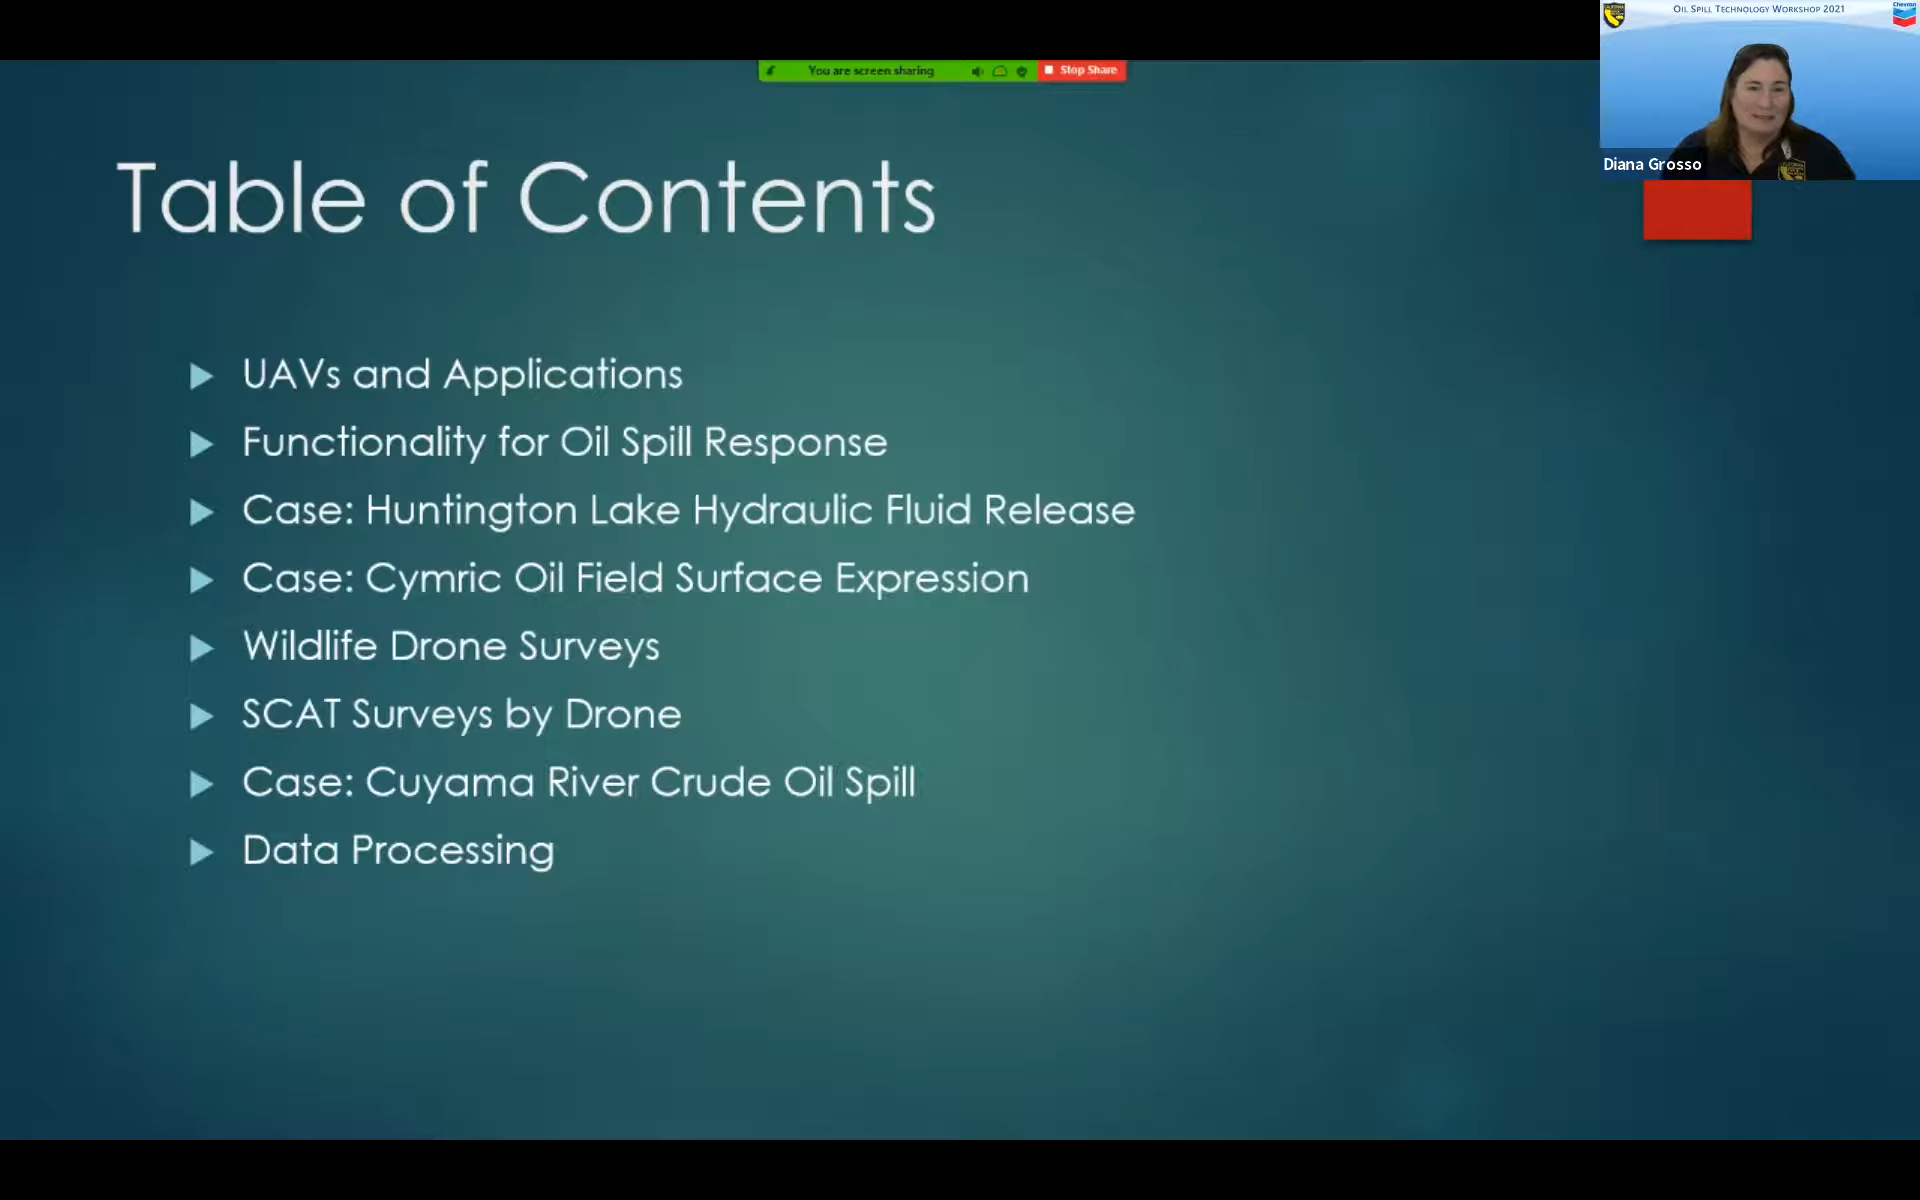 OIL SPILL TECHNOLOGY WORKSHOP 2021
Chevron
You are screen sharing
Stop Share
Diana Grosso
Table of Contents
UAVs and Applications
Functionality for Oil Spill Response
Case: Huntington Lake Hydraulic Fluid Release
Case: Cymric Oil Field Surface Expression
Wildlife Drone Surveys
SCAT Surveys by Drone
Case: Cuyama River Crude Oil Spill
Data Processing